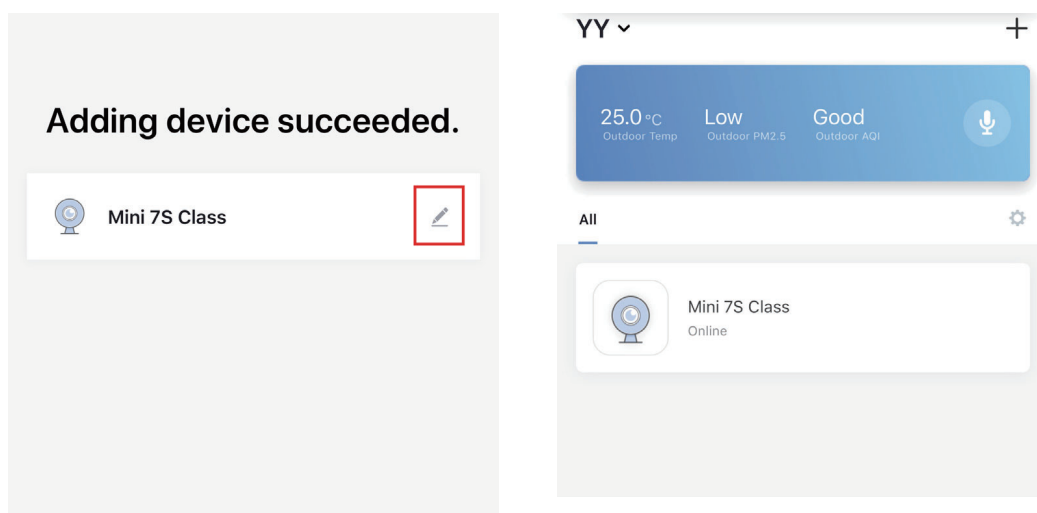 Adding device succeeded.
Mini 7S Class
YY
25.0 °C Low Good
Outdoor Temp Outdoor PM2.5 Outdoor AQI
All
Mini 7S Class
Online